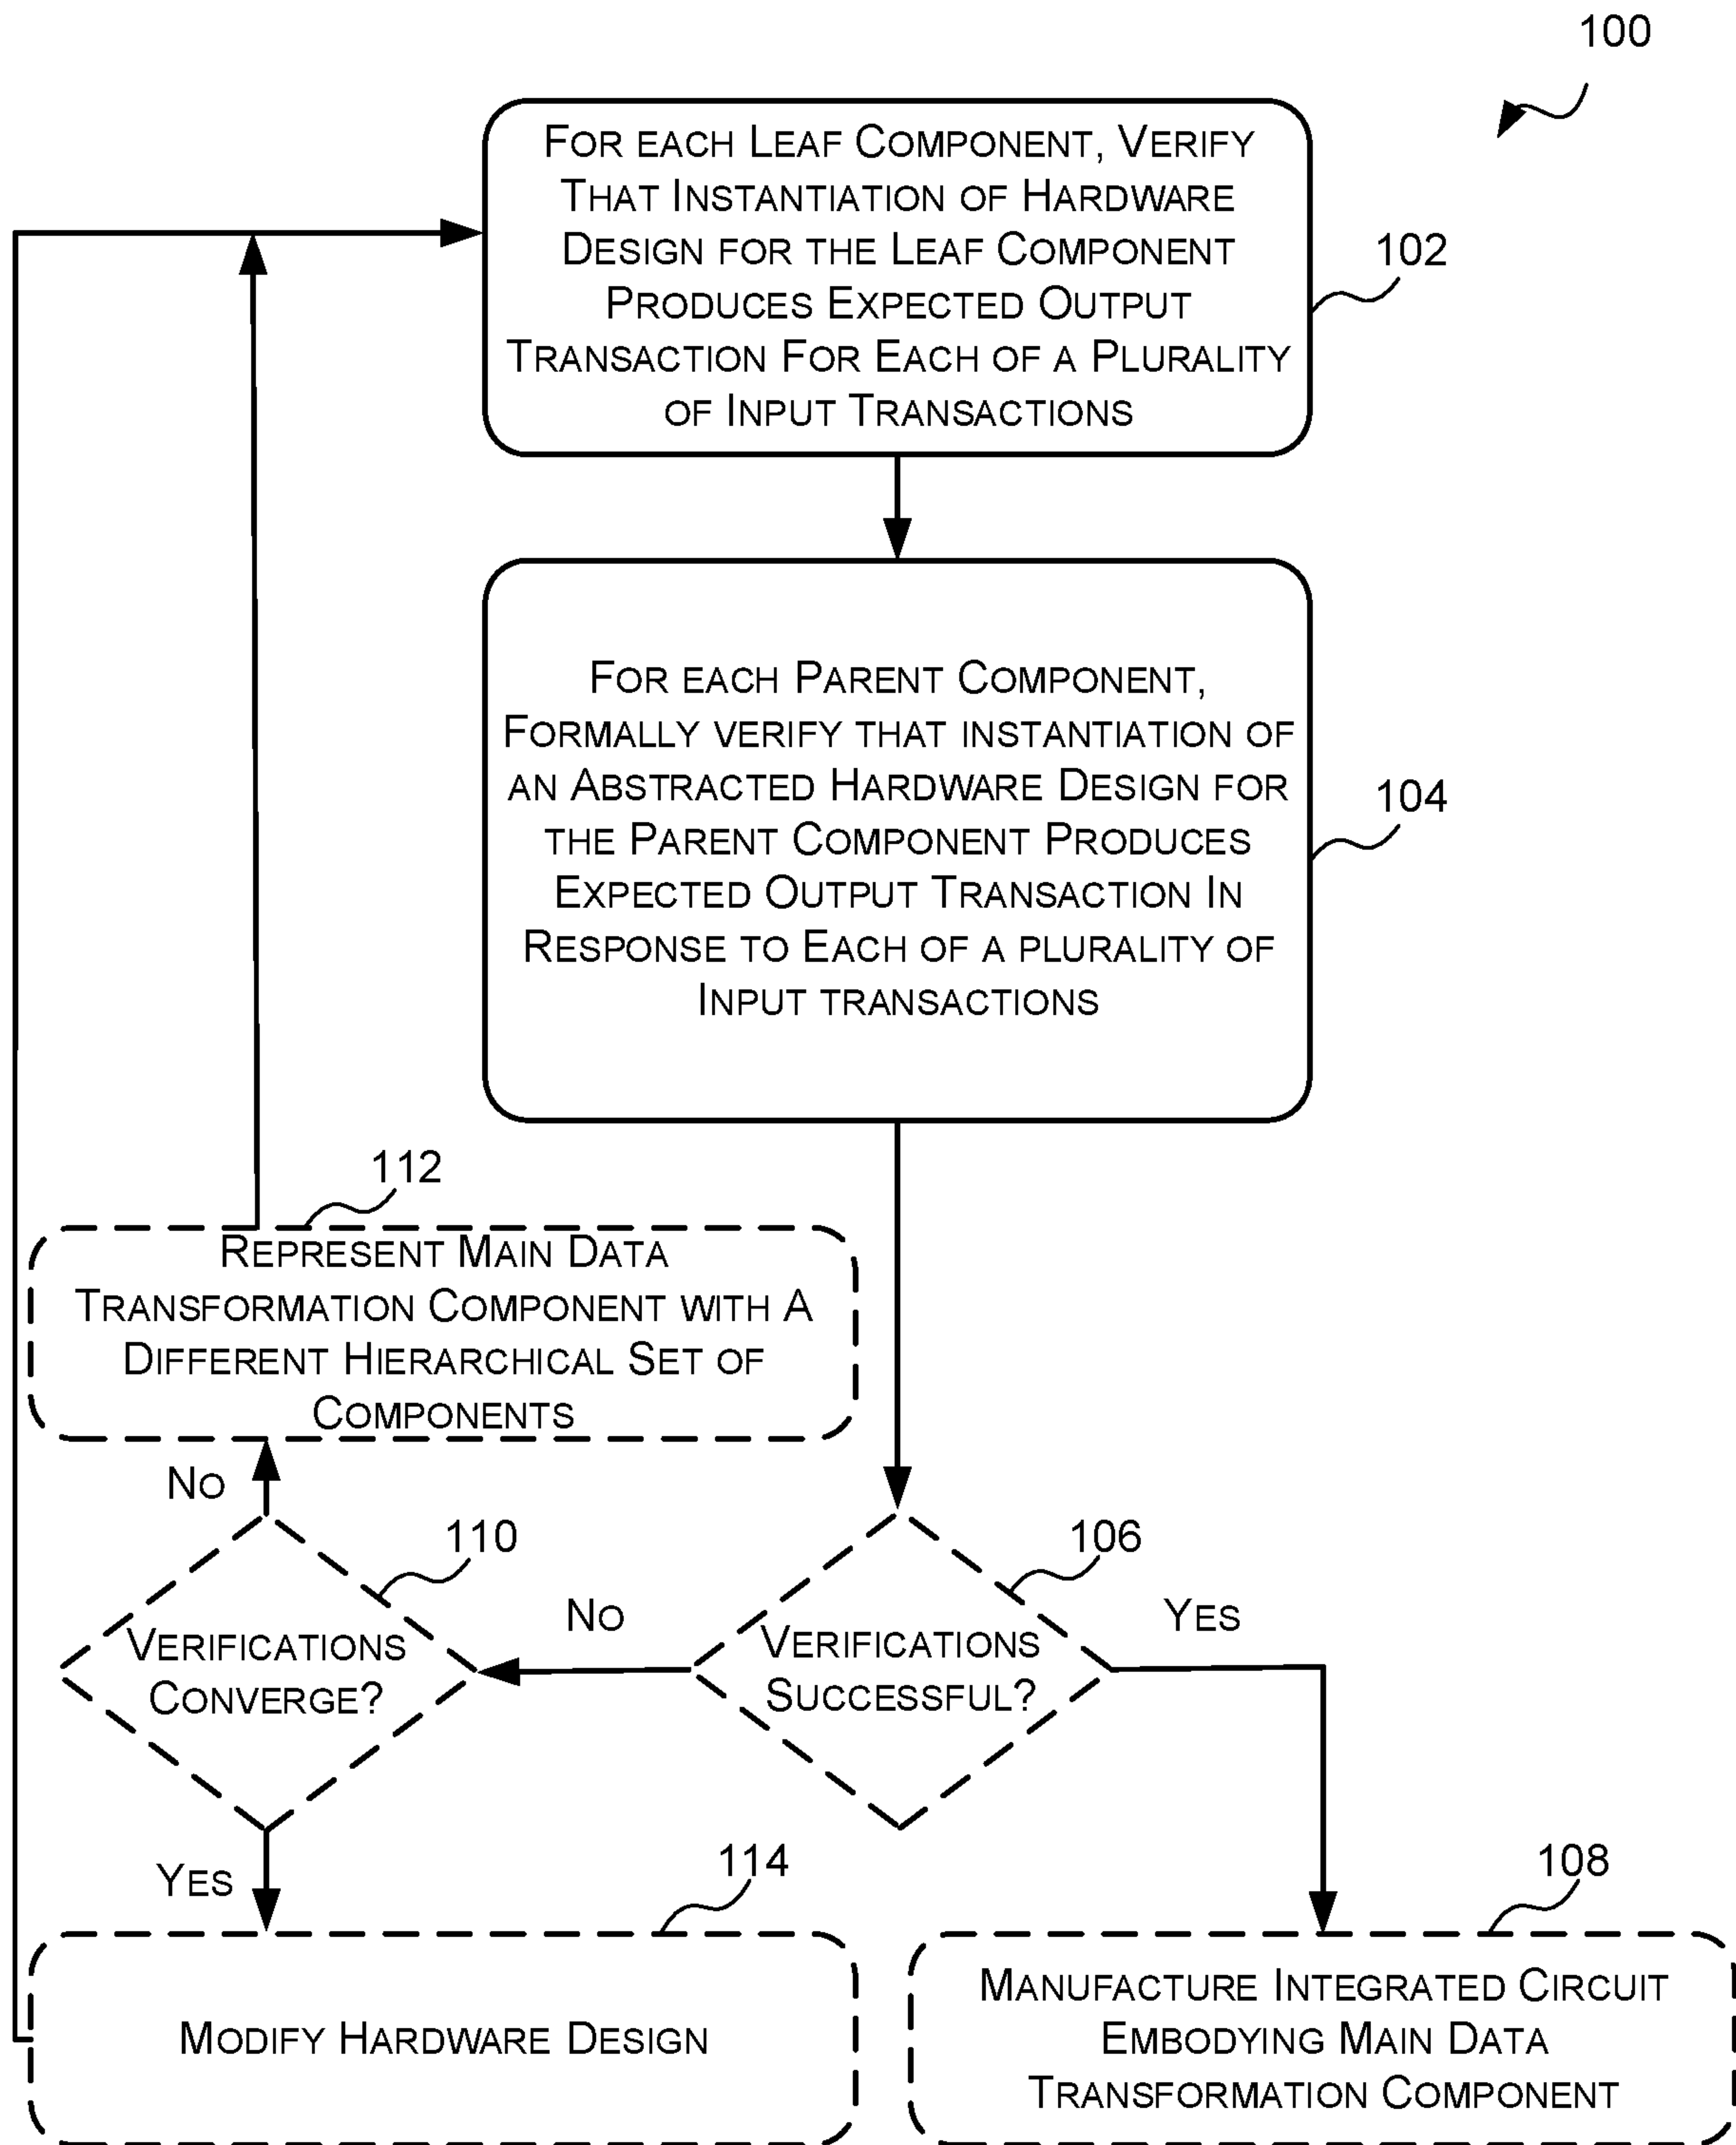 100
FOR EACH LEAF COMPONENT, VERIFY
THAT INSTANTIATION OF HARDWARE
DESIGN FOR THE LEAF COMPONENT
PRODUCES EXPECTED OUTPUT
TRANSACTION FOR EACH OF A PLURALITY
OF INPUT TRANSACTIONS
102
FOR EACH PARENT COMPONENT,
FORMALLY VERIFY THAT INSTANTIATION OF
AN ABSTRACTED HARDWARE DESIGN FOR
THE PARENT COMPONENT PRODUCES
EXPECTED OUTPUT TRANSACTION IN
RESPONSE TO EACH OF A PLURALITY OF
INPUT TRANSACTIONS
104
112
REPRESENT MAIN DATA
TRANSFORMATION COMPONENT WITH A
DIFFERENT HIERARCHICAL SET OF
COMPONENTS
NO
110
VERIFICATIONS
CONVERGE?
NO
106
VERIFICATIONS
SUCCESSFUL?
YES
YES
114
MODIFY HARDWARE DESIGN
108
MANUFACTURE INTEGRATED CIRCUIT
EMBODYING MAIN DATA
TRANSFORMATION COMPONENT